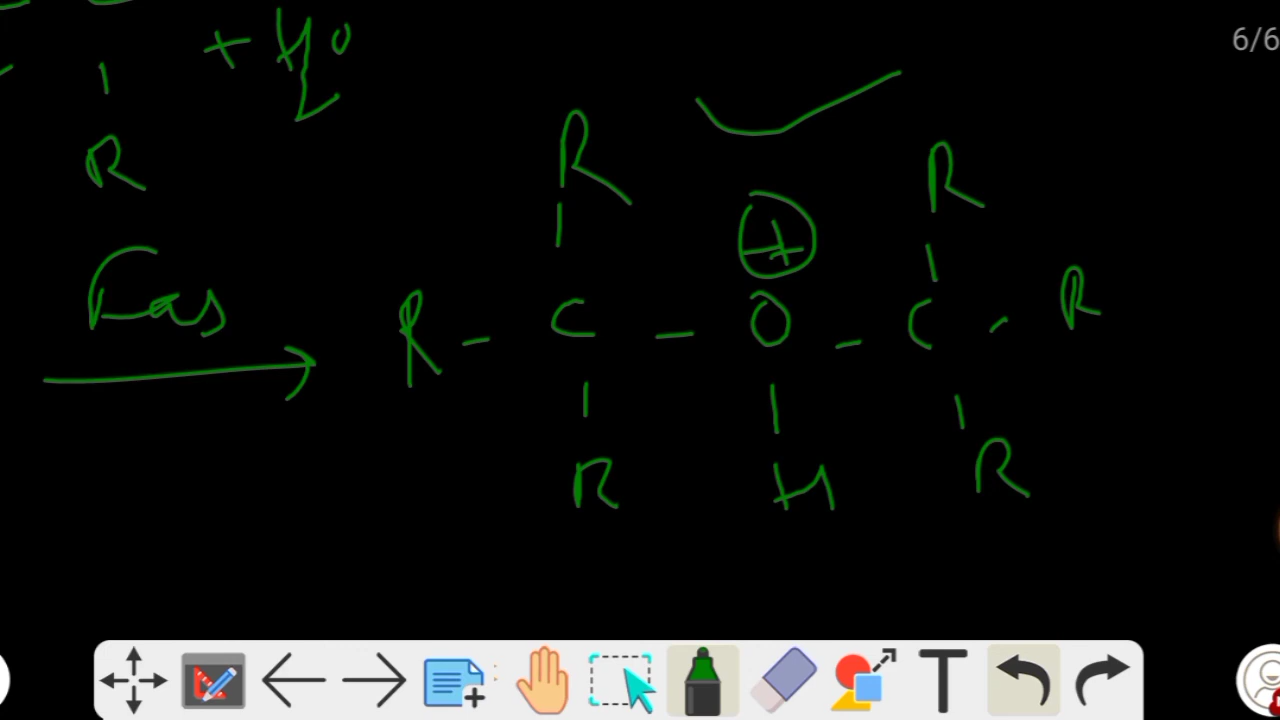 + H2O
6/6
R
R
R
⊕
Fas
R - C - O - C - R
R
H
R